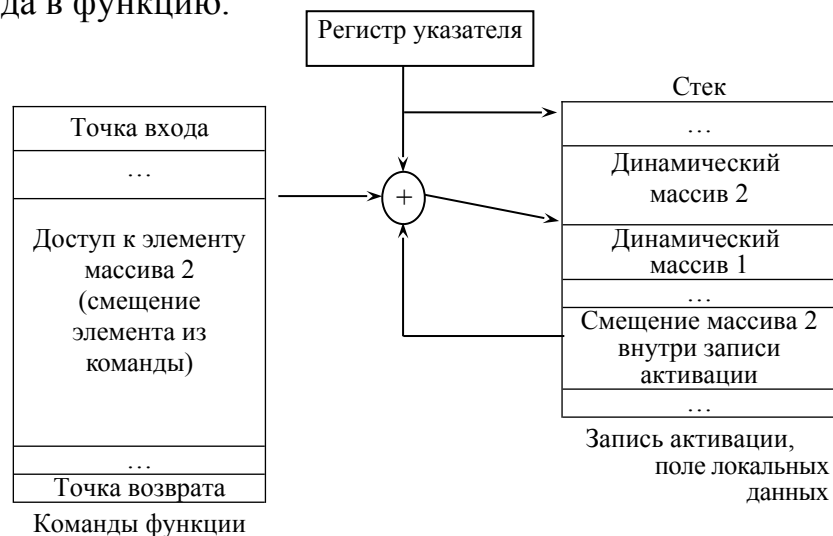 да в функцию.
Регистр указателя
Стек
Точка входа
…
Доступ к элементу
массива 2
(смещение
элемента из
команды)
…
Точка возврата
Команды функции
+
…
Динамический
массив 2
Динамический
массив 1
…
Смещение массива 2
внутри записи
активации
…
Запись активации,
поле локальных
данных